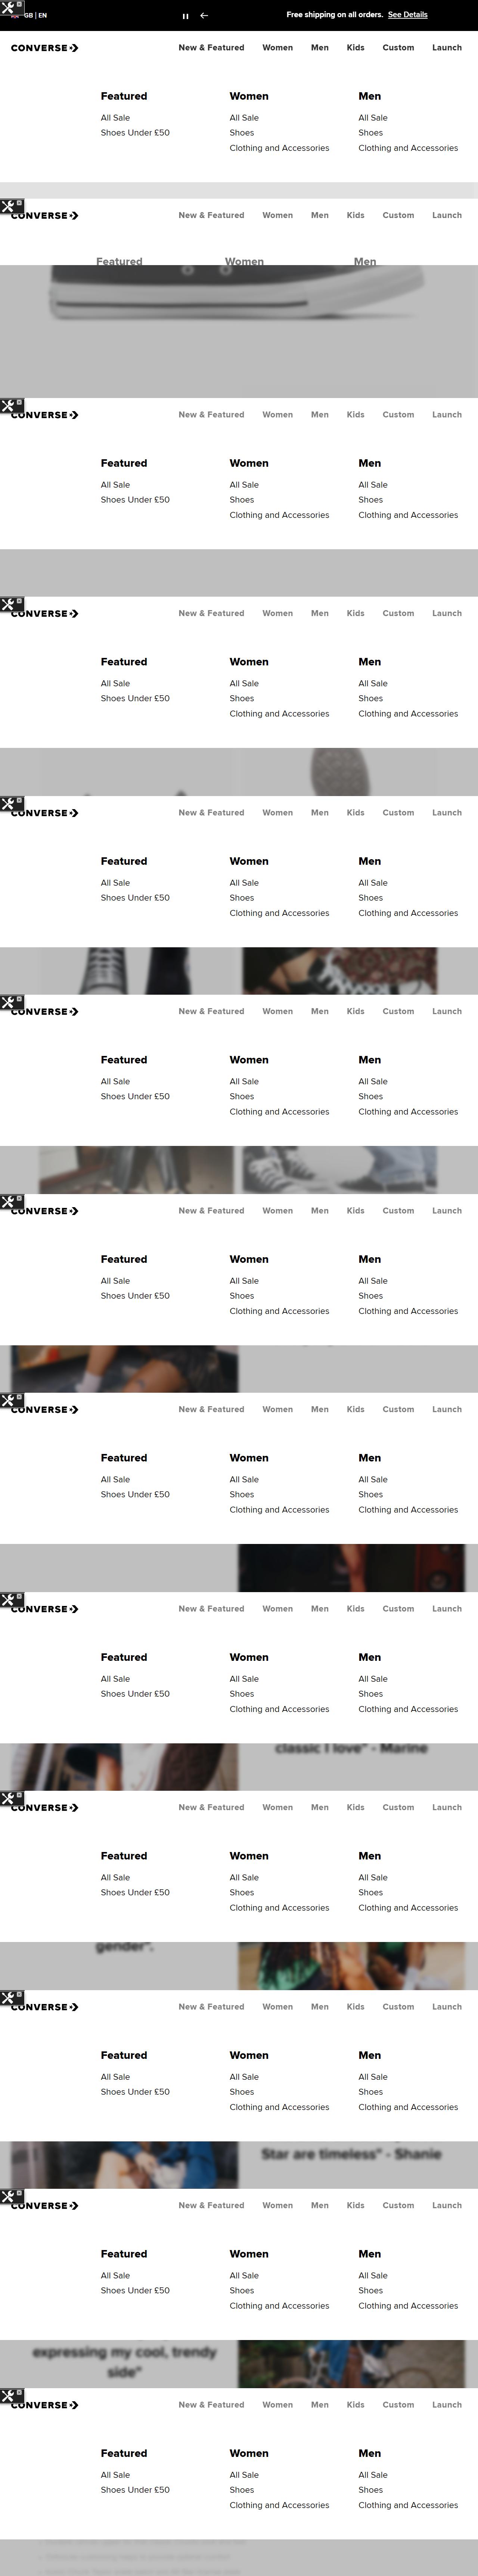 GB | EN
Free shipping on all orders. See Details
CONVERSE New & Featured Women Men Kids Custom Launch
Featured Women Men
All Sale All Sale All Sale
Shoes Under £50 Shoes Shoes
Clothing and Accessories Clothing and Accessories
CONVERSE New & Featured Women Men Kids Custom Launch
Featured Women Men
CONVERSE New & Featured Women Men Kids Custom Launch
Featured Women Men
All Sale All Sale All Sale
Shoes Under £50 Shoes Shoes
Clothing and Accessories Clothing and Accessories
CONVERSE New & Featured Women Men Kids Custom Launch
Featured Women Men
All Sale All Sale All Sale
Shoes Under £50 Shoes Shoes
Clothing and Accessories Clothing and Accessories
CONVERSE New & Featured Women Men Kids Custom Launch
Featured Women Men
All Sale All Sale All Sale
Shoes Under £50 Shoes Shoes
Clothing and Accessories Clothing and Accessories
CONVERSE New & Featured Women Men Kids Custom Launch
Featured Women Men
All Sale All Sale All Sale
Shoes Under £50 Shoes Shoes
Clothing and Accessories Clothing and Accessories
CONVERSE New & Featured Women Men Kids Custom Launch
Featured Women Men
All Sale All Sale All Sale
Shoes Under £50 Shoes Shoes
Clothing and Accessories Clothing and Accessories
CONVERSE New & Featured Women Men Kids Custom Launch
Featured Women Men
All Sale All Sale All Sale
Shoes Under £50 Shoes Shoes
Clothing and Accessories Clothing and Accessories
CONVERSE New & Featured Women Men Kids Custom Launch
Featured Women Men
All Sale All Sale All Sale
Shoes Under £50 Shoes Shoes
Clothing and Accessories Clothing and Accessories
classic I love" - Marine
CONVERSE New & Featured Women Men Kids Custom Launch
Featured Women Men
All Sale All Sale All Sale
Shoes Under £50 Shoes Shoes
Clothing and Accessories Clothing and Accessories
gender".
CONVERSE New & Featured Women Men Kids Custom Launch
Featured Women Men
All Sale All Sale All Sale
Shoes Under £50 Shoes Shoes
Clothing and Accessories Clothing and Accessories
Star are timeless" - Shanie
CONVERSE New & Featured Women Men Kids Custom Launch
Featured Women Men
All Sale All Sale All Sale
Shoes Under £50 Shoes Shoes
Clothing and Accessories Clothing and Accessories
expressing my cool, trendy
side"
CONVERSE New & Featured Women Men Kids Custom Launch
Featured Women Men
All Sale All Sale All Sale
Shoes Under £50 Shoes Shoes
Clothing and Accessories Clothing and Accessories